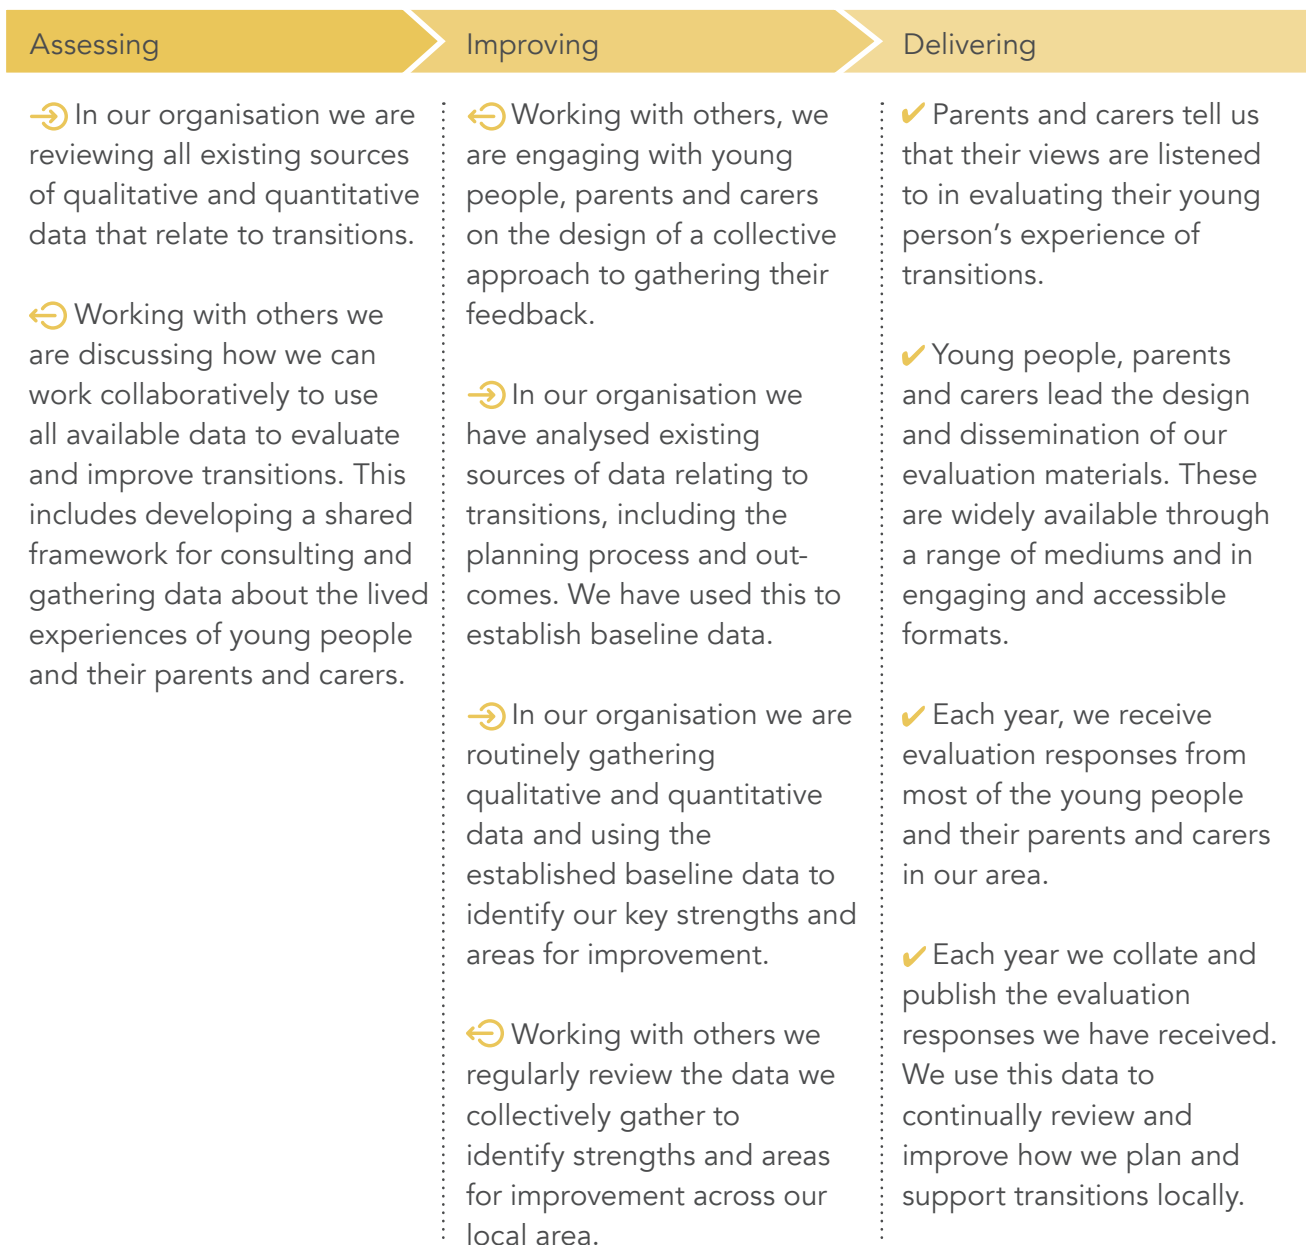 Assessing
Improving
Delivering
In our organisation we are
reviewing all existing sources
of qualitative and quantitative
data that relate to transitions.
Working with others we
are discussing how we can
work collaboratively to use
all available data to evaluate
and improve transitions. This
includes developing a shared
framework for consulting and
gathering data about the lived
experiences of young people
and their parents and carers.
Working with others, we
are engaging with young
people, parents and carers
on the design of a collective
approach to gathering their
feedback.
In our organisation we
have analysed existing
sources of data relating to
transitions, including the
planning process and out-
comes. We have used this to
establish baseline data.
In our organisation we are
routinely gathering
qualitative and quantitative
data and using the
established baseline data to
identify our key strengths and
areas for improvement.
Working with others we
regularly review the data we
collectively gather to
identify strengths and areas
for improvement across our
local area.
✔ Parents and carers tell us
that their views are listened
to in evaluating their young
person’s experience of
transitions.
✔ Young people, parents
and carers lead the design
and dissemination of our
evaluation materials. These
are widely available through
a range of mediums and in
engaging and accessible
formats.
✔ Each year, we receive
evaluation responses from
most of the young people
and their parents and carers
in our area.
✔ Each year we collate and
publish the evaluation
responses we have received.
We use this data to
continually review and
improve how we plan and
support transitions locally.